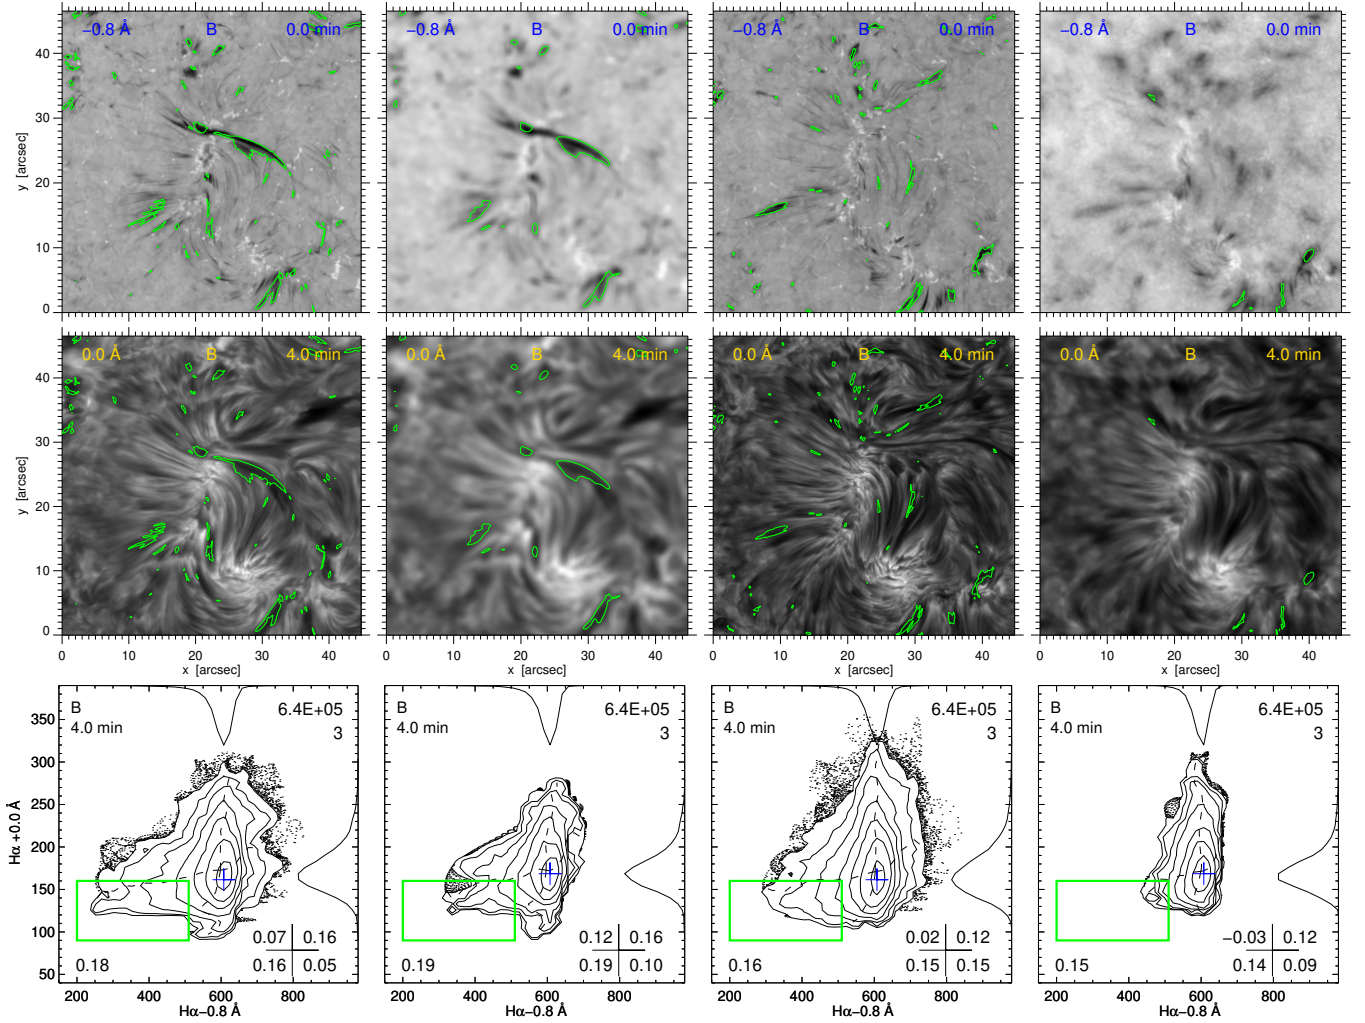 −0.8 Å B 0.0 min
−0.8 Å B 0.0 min
−0.8 Å B 0.0 min
−0.8 Å B 0.0 min
y [arcsec]
40
30
20
10
0
0.0 Å B 4.0 min
0.0 Å B 4.0 min
0.0 Å B 4.0 min
0.0 Å B 4.0 min
y [arcsec]
40
30
20
10
0
0 10 20 30 40
0 10 20 30 40
0 10 20 30 40
0 10 20 30 40
x [arcsec]
x [arcsec]
x [arcsec]
x [arcsec]
Hα +0.0 Å
350
300
250
200
150
100
50
B 6.4E+05
4.0 min 3
0.07 0.16
0.16 0.05
0.18
200 400 600 800
Hα−0.8 Å
B 6.4E+05
4.0 min 3
0.12 0.16
0.19 0.10
0.19
200 400 600 800
Hα−0.8 Å
B 6.4E+05
4.0 min 3
0.02 0.12
0.15 0.15
0.16
200 400 600 800
Hα−0.8 Å
B 6.4E+05
4.0 min 3
−0.03 0.12
0.14 0.09
0.15
200 400 600 800
Hα−0.8 Å